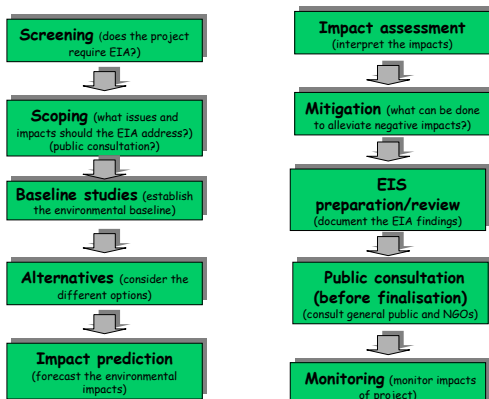 Screening (does the project
require EIA?)
Scoping (what issues and
impacts should the EIA address?)
(public consultation?)
Baseline studies (establish
the environmental baseline)
Alternatives (consider the
different options)
Impact prediction
(forecast the environmental
impacts)
Impact assessment
(interpret the impacts)
Mitigation (what can be done
to alleviate negative impacts?)
EIS
preparation/review
(document the EIA findings)
Public consultation
(before finalisation)
(consult general public and NGOs)
Monitoring (monitor impacts
of project)